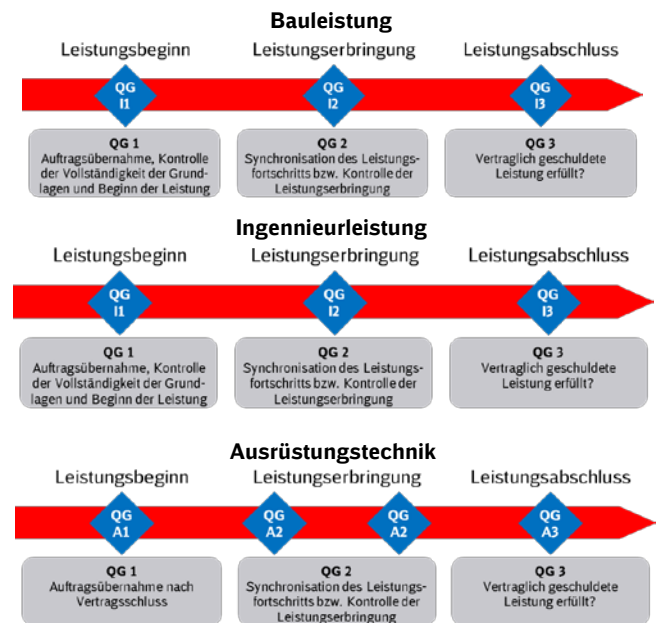 Bauleistung
Leistungsbeginn Leistungserbringung Leistungsabschluss
QG I1 QG I2 QG I3
QG 1
Auftragsübernahme, Kontrolle
der Vollständigkeit der Grund-
lagen und Beginn der Leistung
QG 2
Synchronisation des Leistungs-
fortschritts bzw. Kontrolle der
Leistungserbringung
QG 3
Vertraglich geschuldete
Leistung erfüllt?
Ingennieurleistung
Leistungsbeginn Leistungserbringung Leistungsabschluss
QG I1 QG I2 QG I3
QG 1
Auftragsübernahme, Kontrolle
der Vollständigkeit der Grund-
lagen und Beginn der Leistung
QG 2
Synchronisation des Leistungs-
fortschritts bzw. Kontrolle der
Leistungserbringung
QG 3
Vertraglich geschuldete
Leistung erfüllt?
Ausrüstungstechnik
Leistungsbeginn Leistungserbringung Leistungsabschluss
QG A1 QG A2 QG A2 QG A3
QG 1
Auftragsübernahme nach
Vertragsschluss
QG 2
Synchronisation des Leistungs-
fortschritts bzw. Kontrolle der
Leistungserbringung
QG 3
Vertraglich geschuldete
Leistung erfüllt?